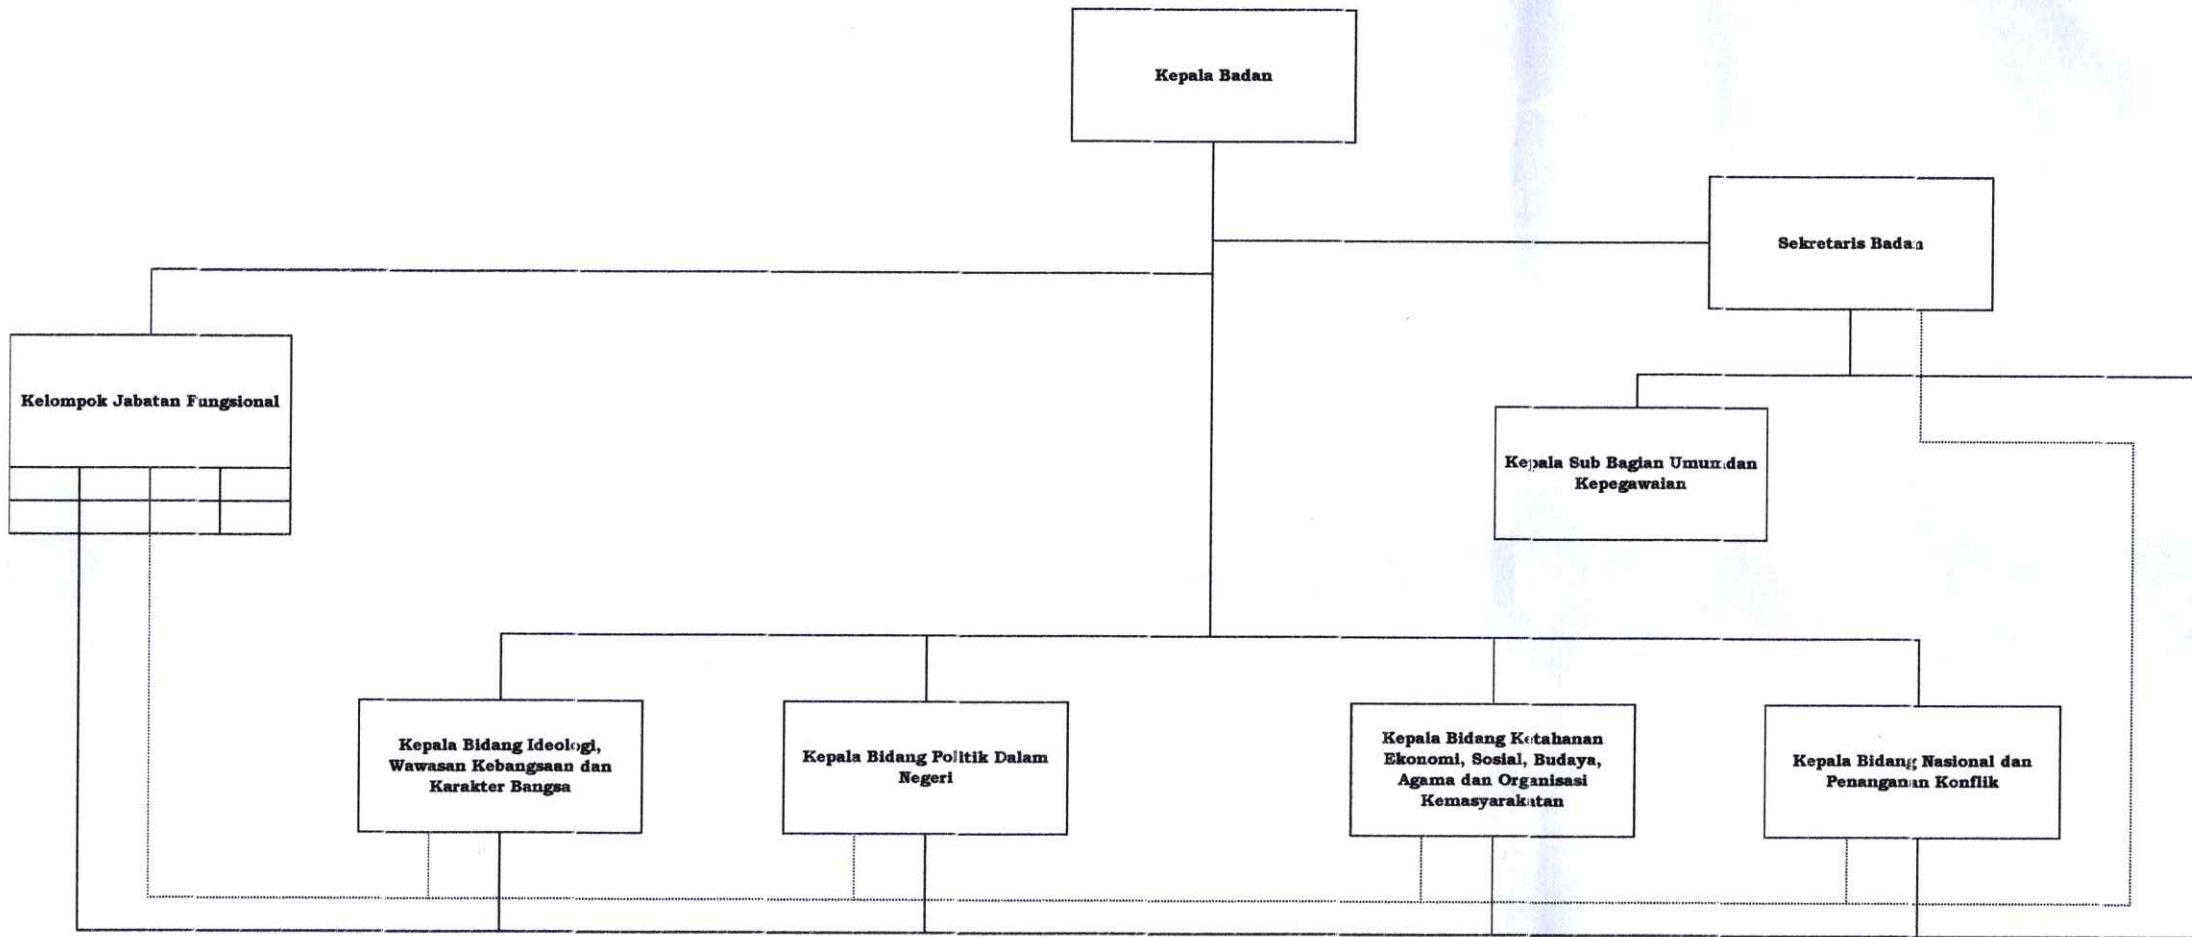 Kepala Badan
Sekretaris Badan
Kelompok Jabatan Fungsional
Kepala Sub Bagian Umum dan
Kepegawaian
Kepala Bidang Ideologi,
Wawasan Kebangsaan dan
Karakter Bangsa
Kepala Bidang Politik Dalam
Negeri
Kepala Bidang Ketahanan
Ekonomi, Sosial, Budaya,
Agama dan Organisasi
Kemasyarakatan
Kepala Bidang Nasional dan
Penanganan Konflik